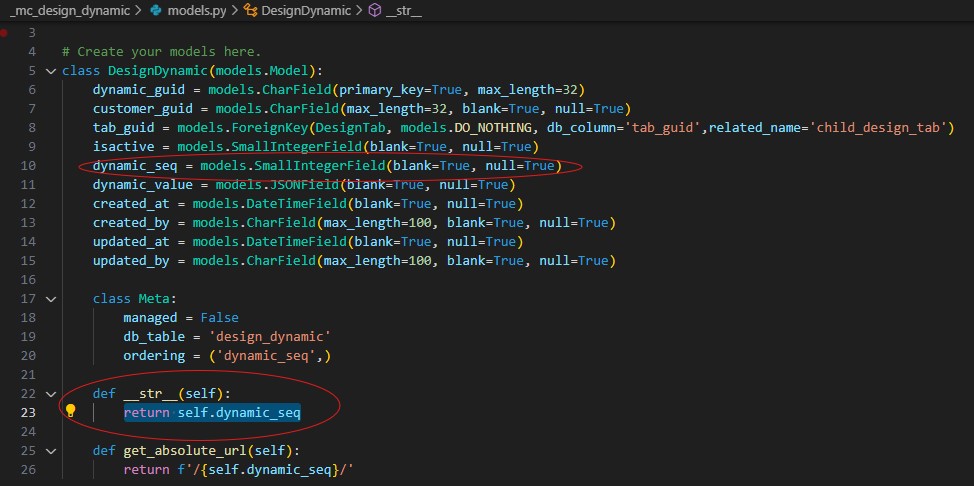 _mc_design_dynamic > models.py > DesignDynamic > __str__
3
4 # Create your models here.
5 class DesignDynamic(models.Model):
6 dynamic_guid = models.CharField(primary_key=True, max_length=32)
7 customer_guid = models.CharField(max_length=32, blank=True, null=True)
8 tab_guid = models.ForeignKey(DesignTab, models.DO_NOTHING, db_column='tab_guid',related_name='child_design_tab')
9 isactive = models.SmallIntegerField(blank=True, null=True)
10 dynamic_seq = models.SmallIntegerField(blank=True, null=True)
11 dynamic_value = models.JSONField(blank=True, null=True)
12 created_at = models.DateTimeField(blank=True, null=True)
13 created_by = models.CharField(max_length=100, blank=True, null=True)
14 updated_at = models.DateTimeField(blank=True, null=True)
15 updated_by = models.CharField(max_length=100, blank=True, null=True)
16
17 class Meta:
18 managed = False
19 db_table = 'design_dynamic'
20 ordering = ('dynamic_seq',)
21
22 def __str__(self):
23 return self.dynamic_seq
24
25 def get_absolute_url(self):
26 return f'/{self.dynamic_seq}/'